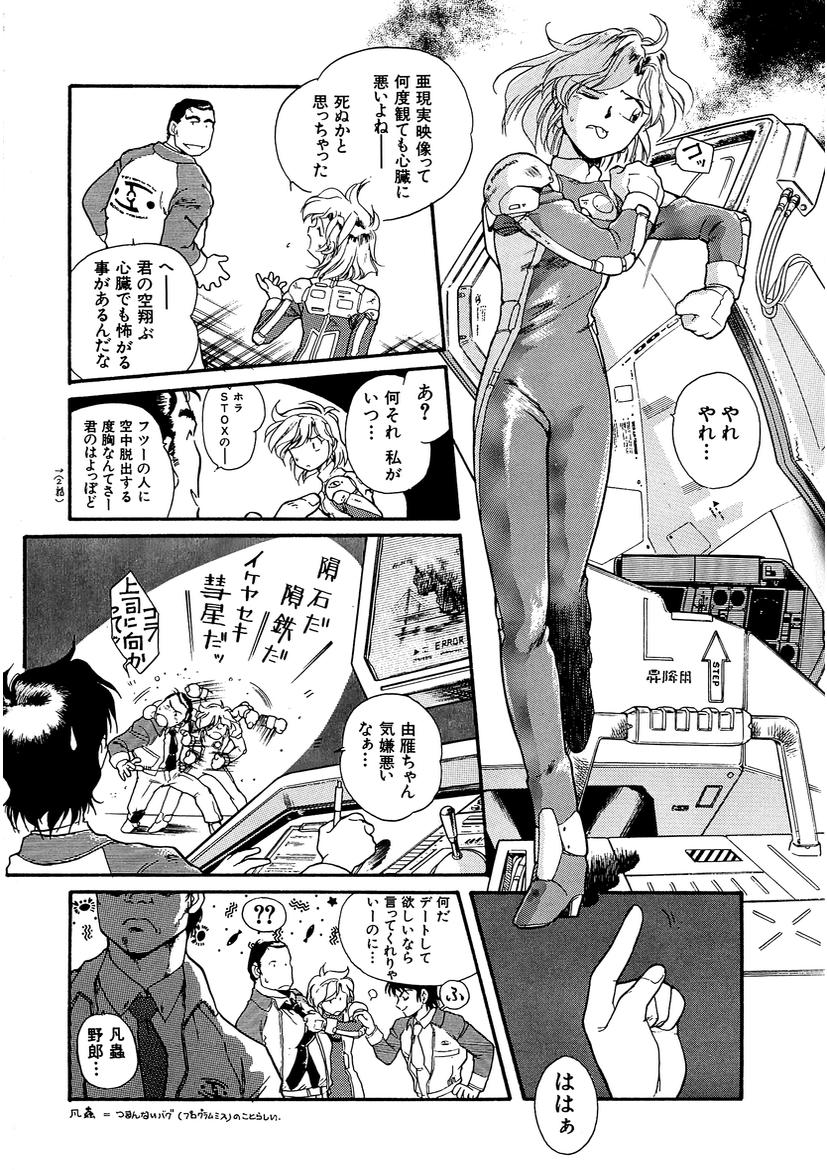 コッ
やれ
やれ…
亜現実映像って
何度観ても心臓に
悪いよね──
死ぬかと
思っちゃった
へ──
君の空翔ぶ
心臓でも怖がる
事があるんだな
あ?
何それ 私が
いつ…
ホラ
STOXの─
フツーの人に
空中脱出する
度胸なんてさー
君のはよっぽど
STEP
ERROR
隕石だ
隕鉄だ
イケヤセキ
彗星だッ
コラ
上司に向か
ってッ
由雁ちゃん
気嫌悪い
なぁ…
ははぁ
何だ
デートして
欲しいなら
言ってくれりゃ
いーのに…
ふ
??
凡蟲
野郎…
凡蟲 = つまんないバグ(プログラムミス)のことらしい.